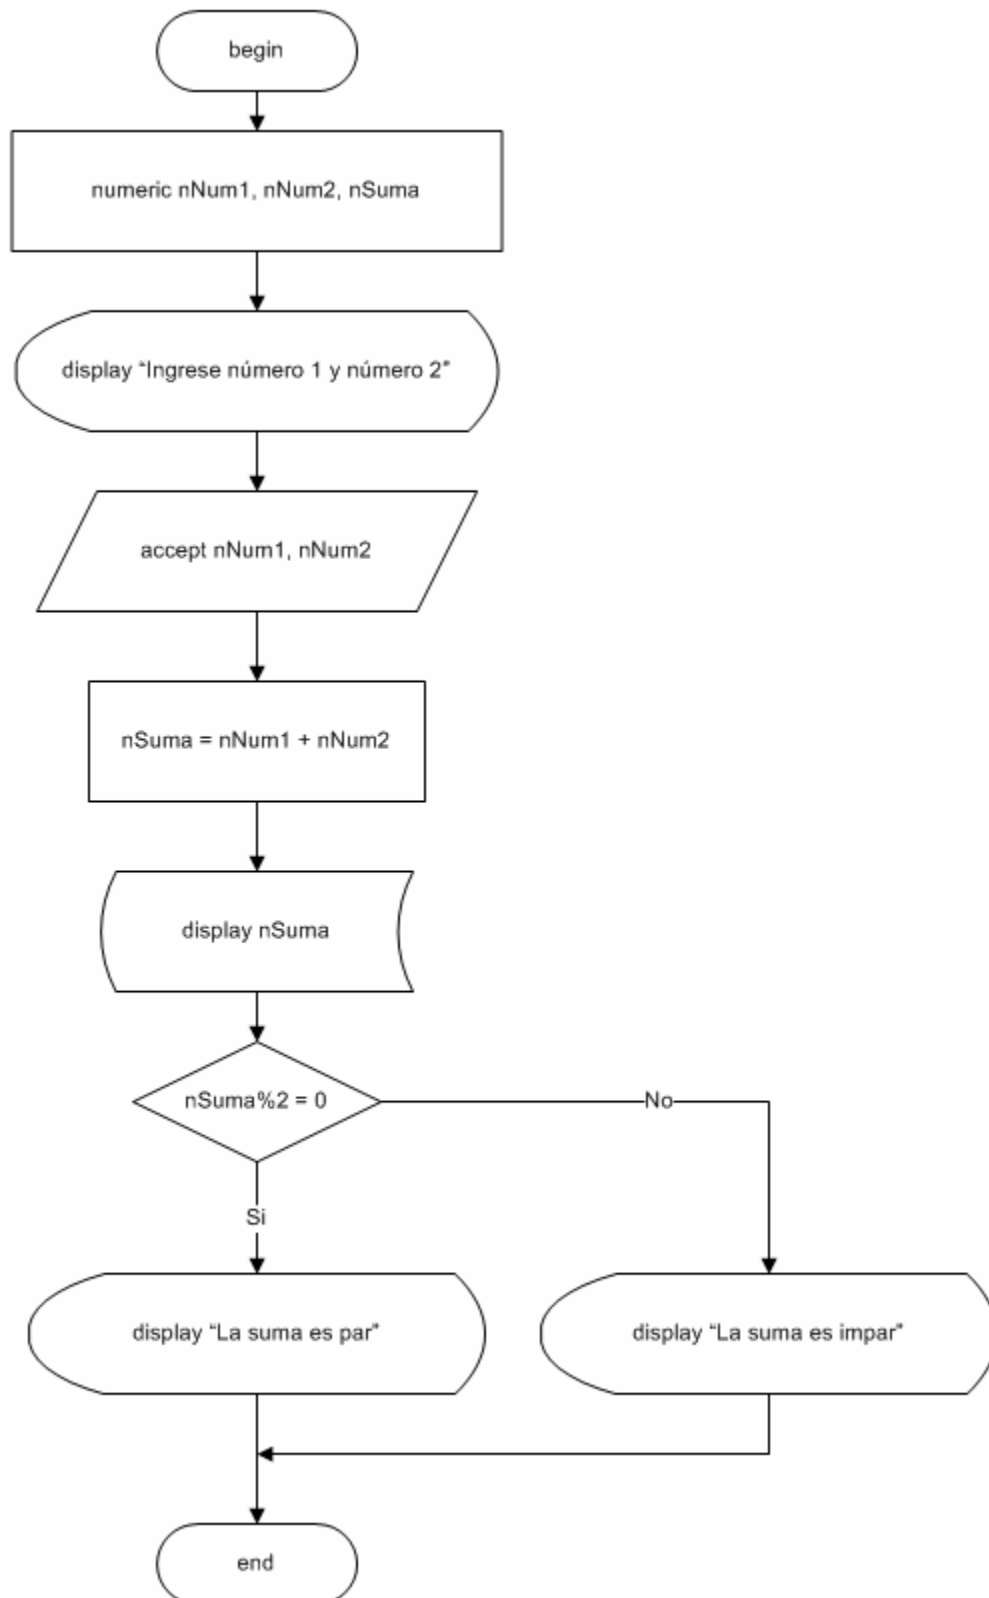 begin
numeric nNum1, nNum2, nSuma
display “Ingrese número 1 y número 2”
accept nNum1, nNum2
nSuma = nNum1 + nNum2
display nSuma
nSuma%2 = 0
No
Si
display “La suma es par”
display “La suma es impar”
end